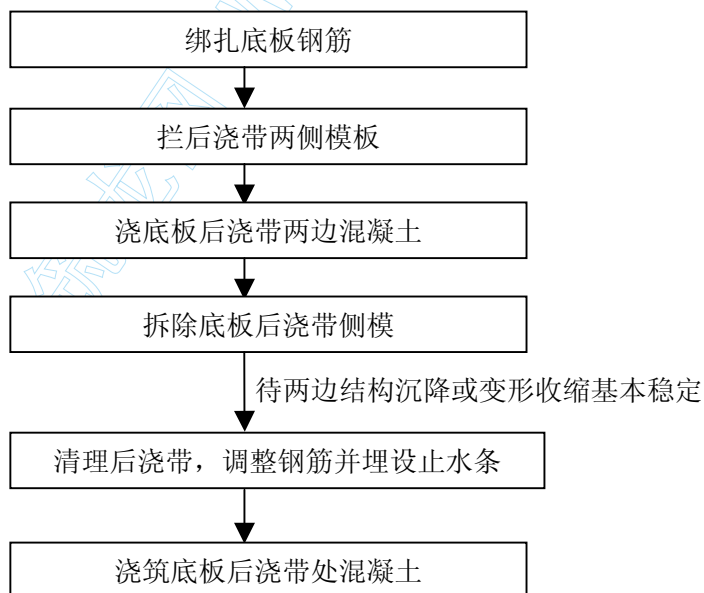 绑扎底板钢筋
拦后浇带两侧模板
浇底板后浇带两边混凝土
拆除底板后浇带侧模
待两边结构沉降或变形收缩基本稳定
清理后浇带，调整钢筋并埋设止水条
浇筑底板后浇带处混凝土